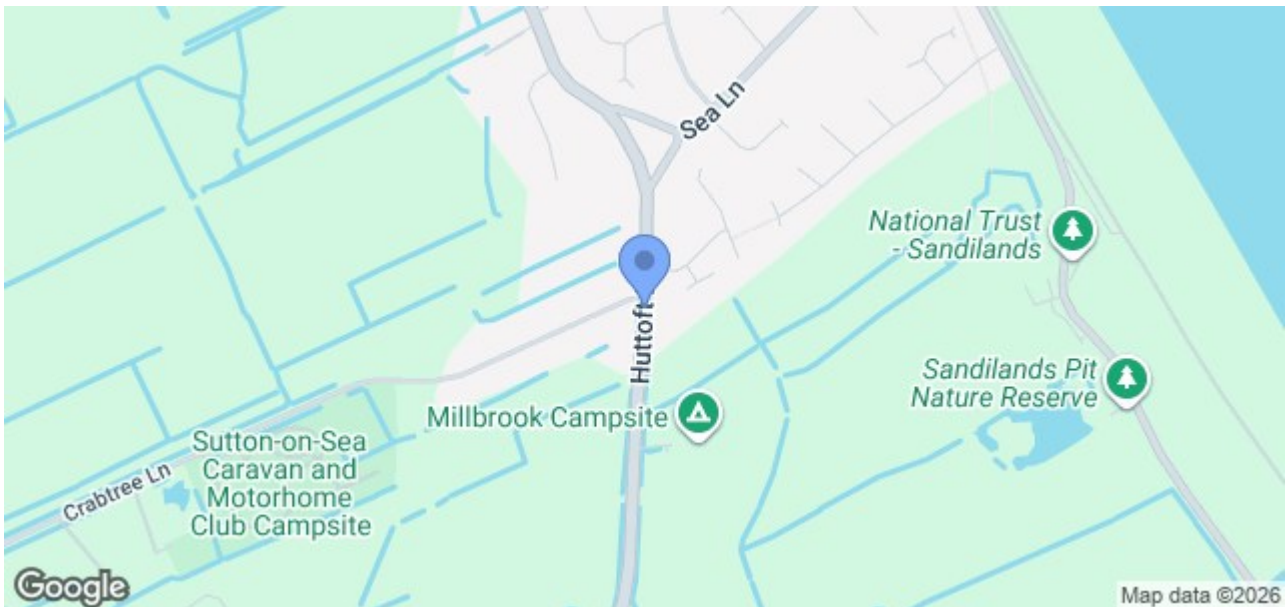 Sea Ln
National Trust
- Sandilands
Huttoft
Sandilands Pit
Nature Reserve
Millbrook Campsite
Sutton-on-Sea
Caravan and
Motorhome
Club Campsite
Crabtree Ln
Google
Map data ©2026